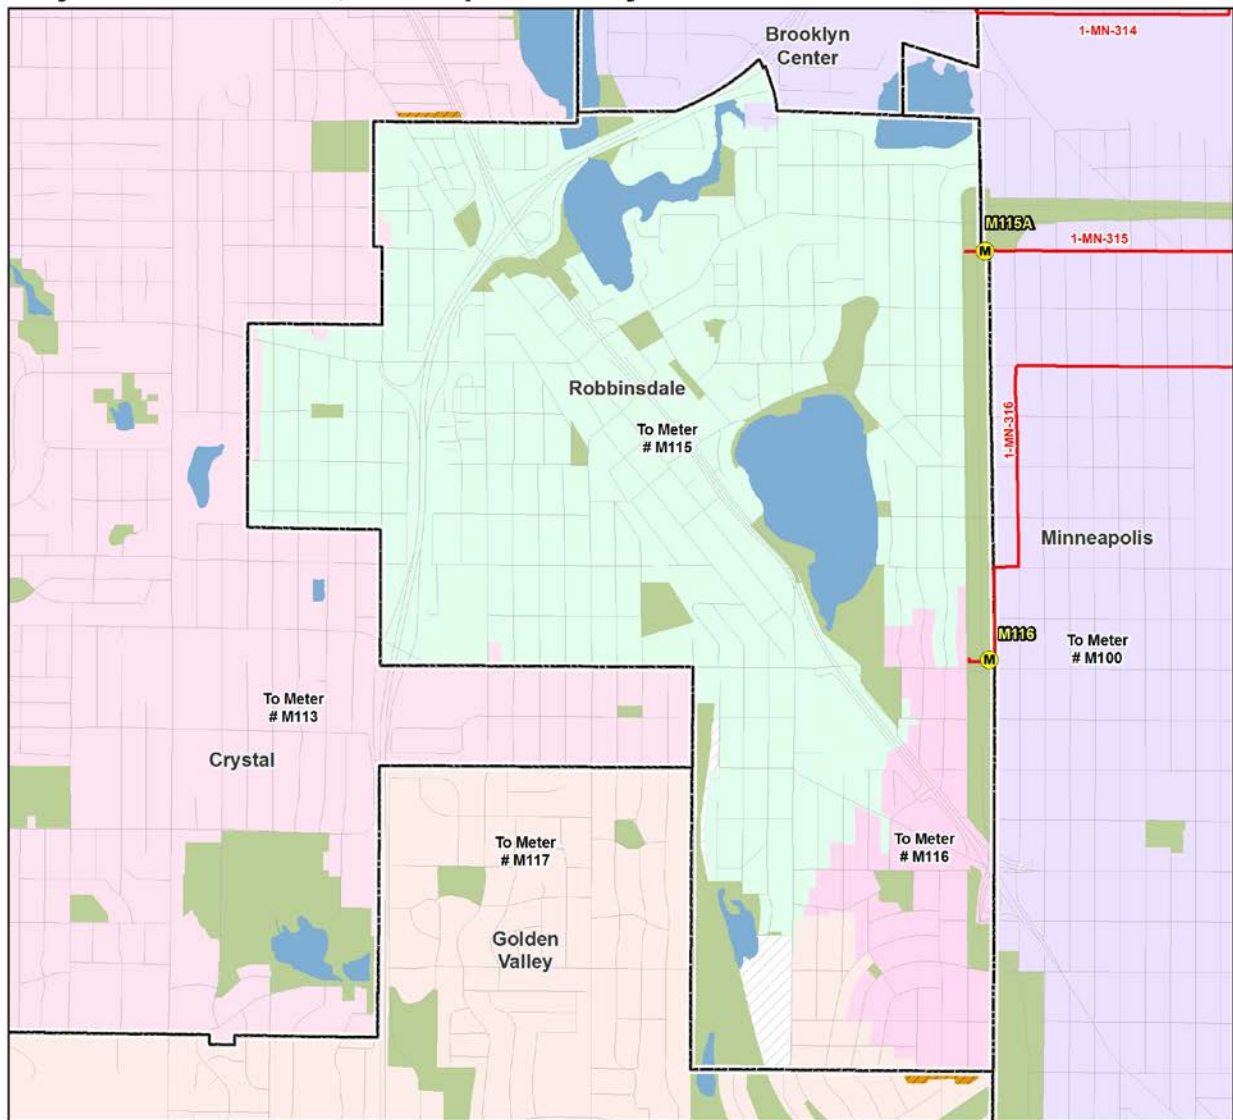 Brooklyn
Center
1-MN-314
M115A
M
1-MN-315
Robbinsdale
To Meter
# M115
1-MN-316
Minneapolis
M116
M
To Meter
# M100
To Meter
# M113
Crystal
To Meter
# M117
To Meter
# M116
Golden
Valley